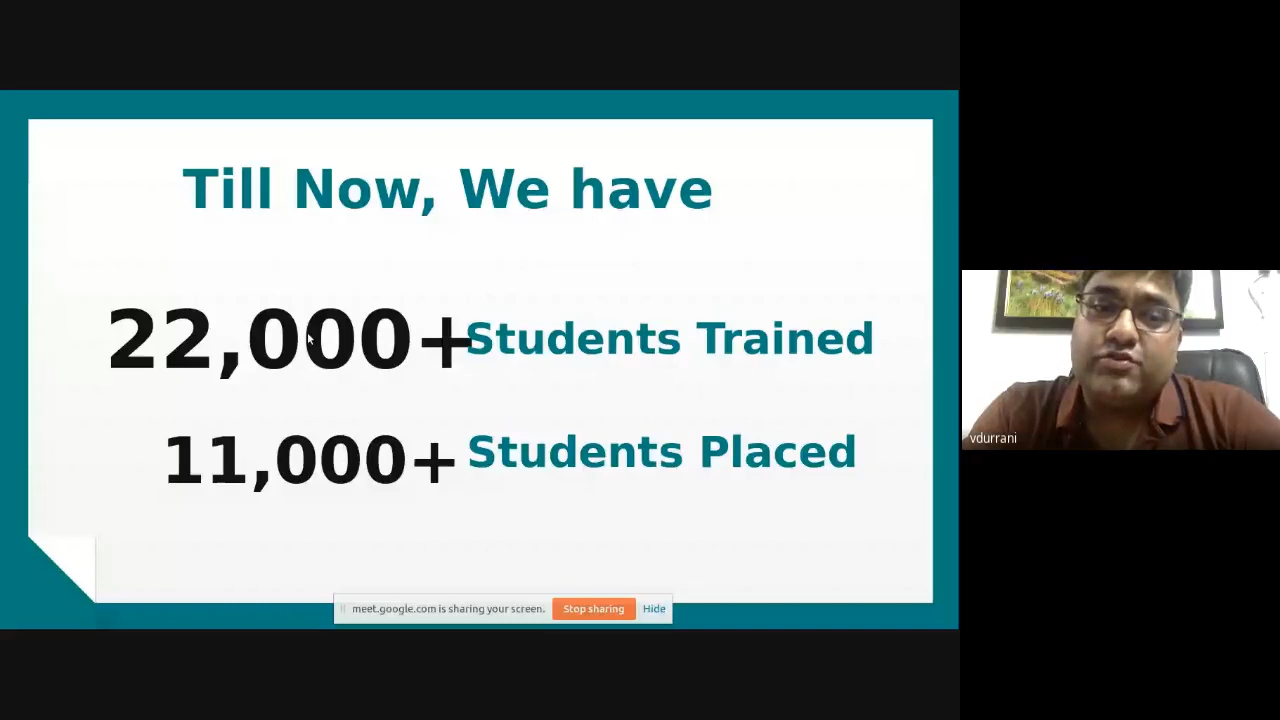 Till Now, We have
22,000+ Students Trained
11,000+ Students Placed
meet.google.com is sharing your screen. Stop sharing Hide
vdurrani